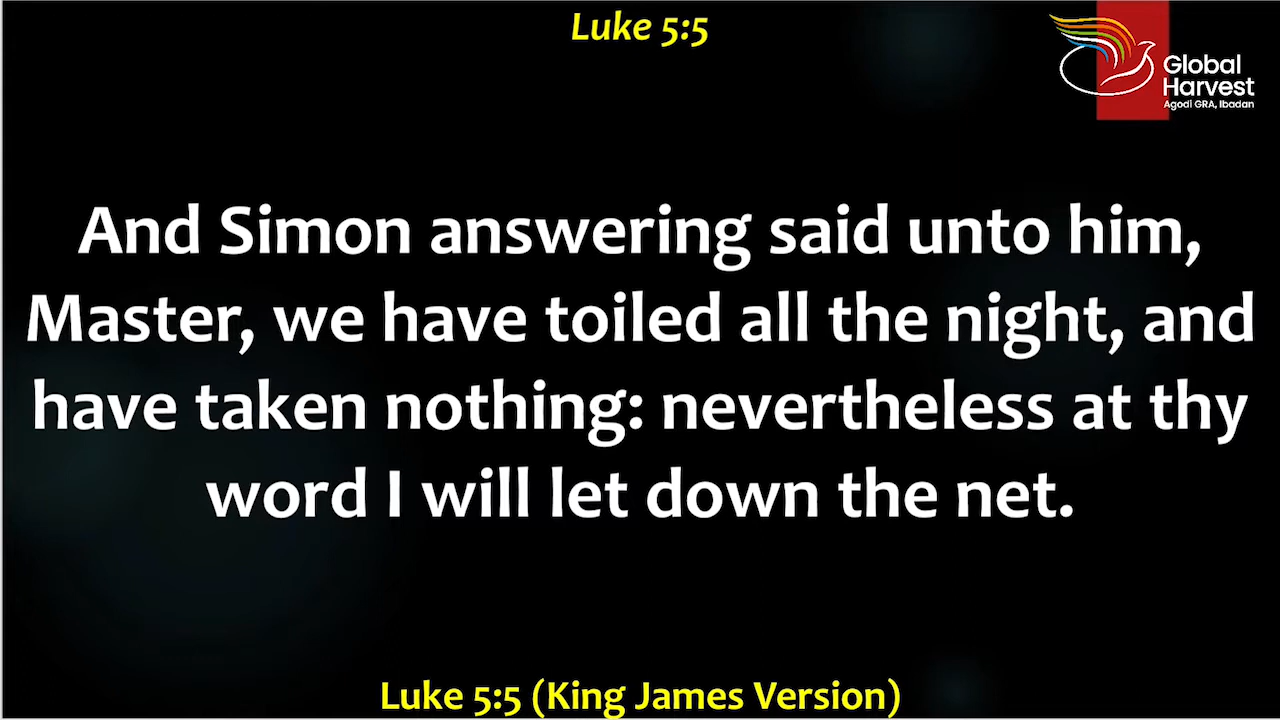 Luke 5:5
Global
Harvest
Agodi GRA, Ibadan
And Simon answering said unto him,
Master, we have toiled all the night, and
have taken nothing: nevertheless at thy
word I will let down the net.
Luke 5:5 (King James Version)